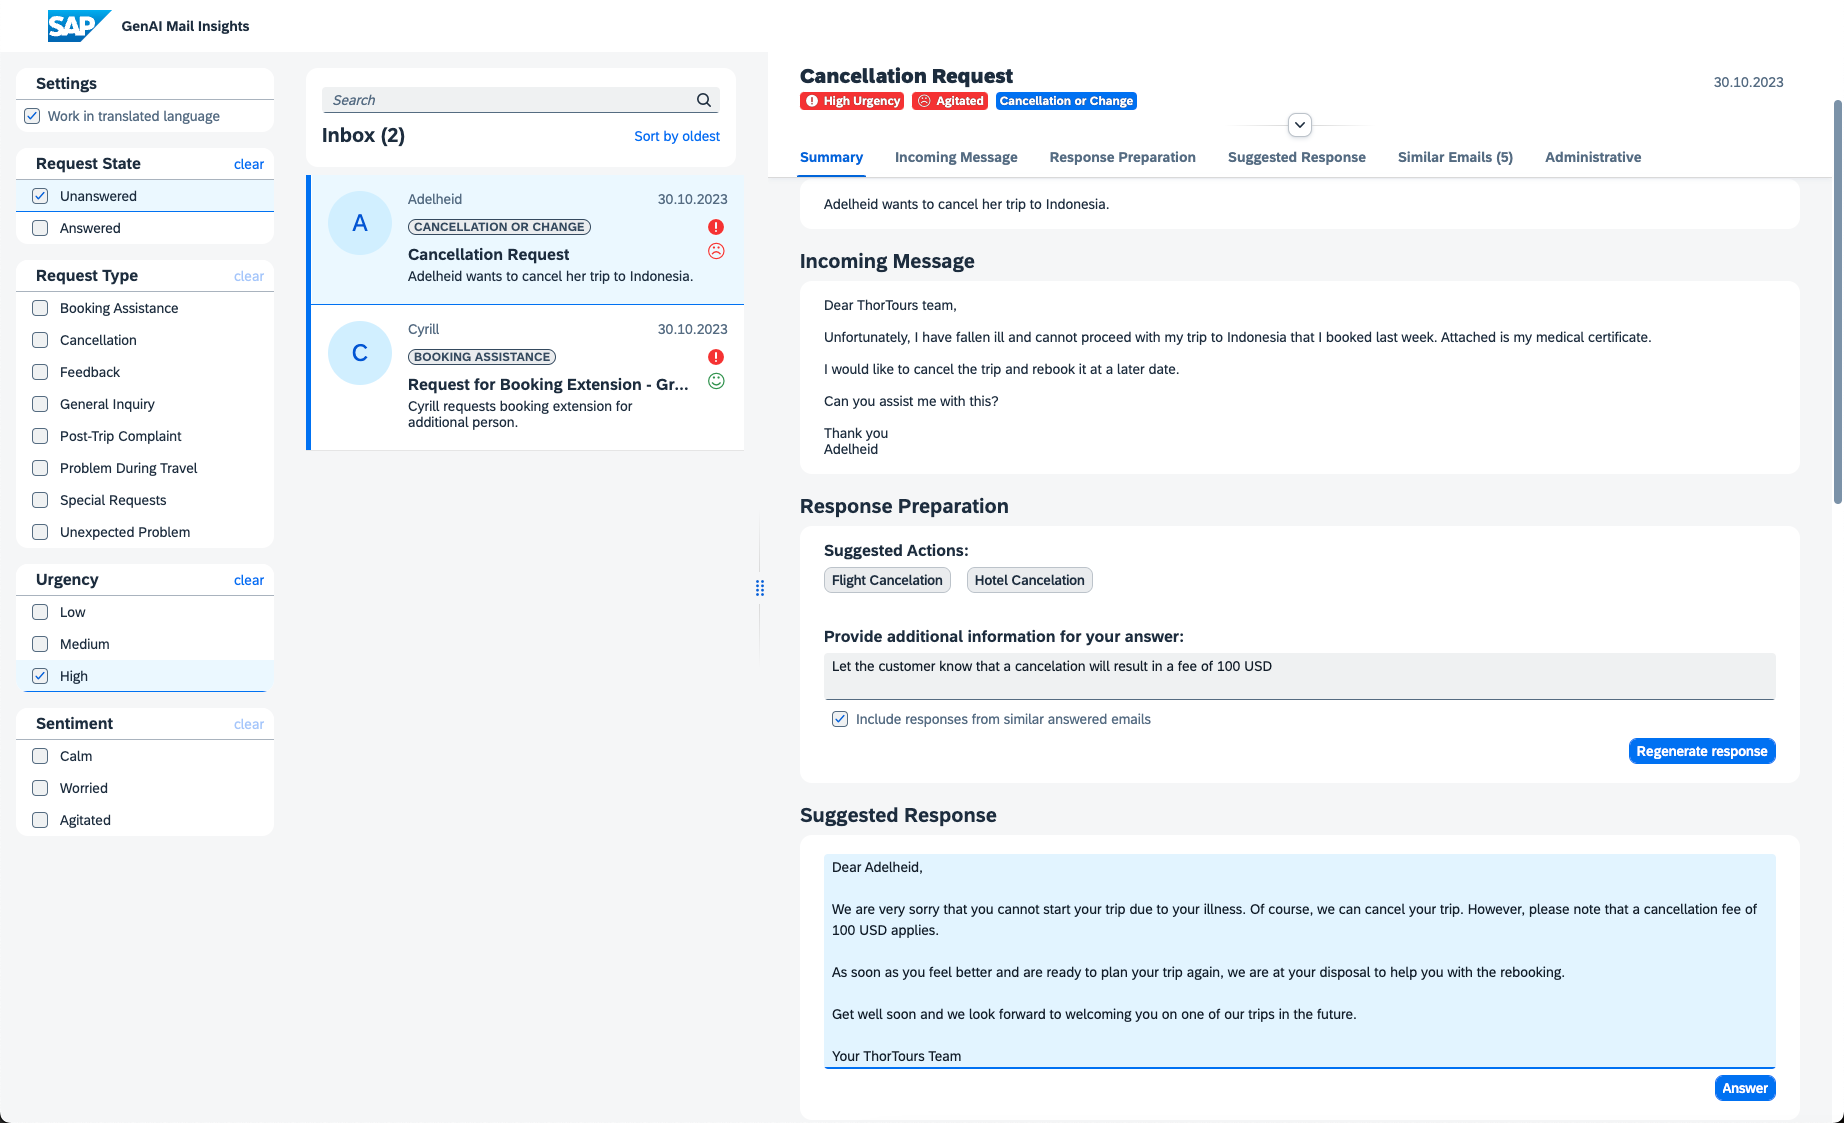 SAP GenAI Mail Insights
Settings
Work in translated language
Request State clear
Unanswered
Answered
Request Type clear
Booking Assistance
Cancellation
Feedback
General Inquiry
Post-Trip Complaint
Problem During Travel
Special Requests
Unexpected Problem
Urgency clear
Low
Medium
High
Sentiment clear
Calm
Worried
Agitated
Search
Inbox (2) Sort by oldest
A
Adelheid 30.10.2023
CANCELLATION OR CHANGE
Cancellation Request
Adelheid wants to cancel her trip to Indonesia.
C
Cyrill 30.10.2023
BOOKING ASSISTANCE
Request for Booking Extension - Gr...
Cyrill requests booking extension for
additional person.
Cancellation Request 30.10.2023
High Urgency Agitated Cancellation or Change
Summary Incoming Message Response Preparation Suggested Response Similar Emails (5) Administrative
Adelheid wants to cancel her trip to Indonesia.
Incoming Message
Dear ThorTours team,
Unfortunately, I have fallen ill and cannot proceed with my trip to Indonesia that I booked last week. Attached is my medical certificate.
I would like to cancel the trip and rebook it at a later date.
Can you assist me with this?
Thank you
Adelheid
Response Preparation
Suggested Actions:
Flight Cancelation Hotel Cancelation
Provide additional information for your answer:
Let the customer know that a cancelation will result in a fee of 100 USD
Include responses from similar answered emails
Regenerate response
Suggested Response
Dear Adelheid,
We are very sorry that you cannot start your trip due to your illness. Of course, we can cancel your trip. However, please note that a cancellation fee of
100 USD applies.
As soon as you feel better and are ready to plan your trip again, we are at your disposal to help you with the rebooking.
Get well soon and we look forward to welcoming you on one of our trips in the future.
Your ThorTours Team
Answer